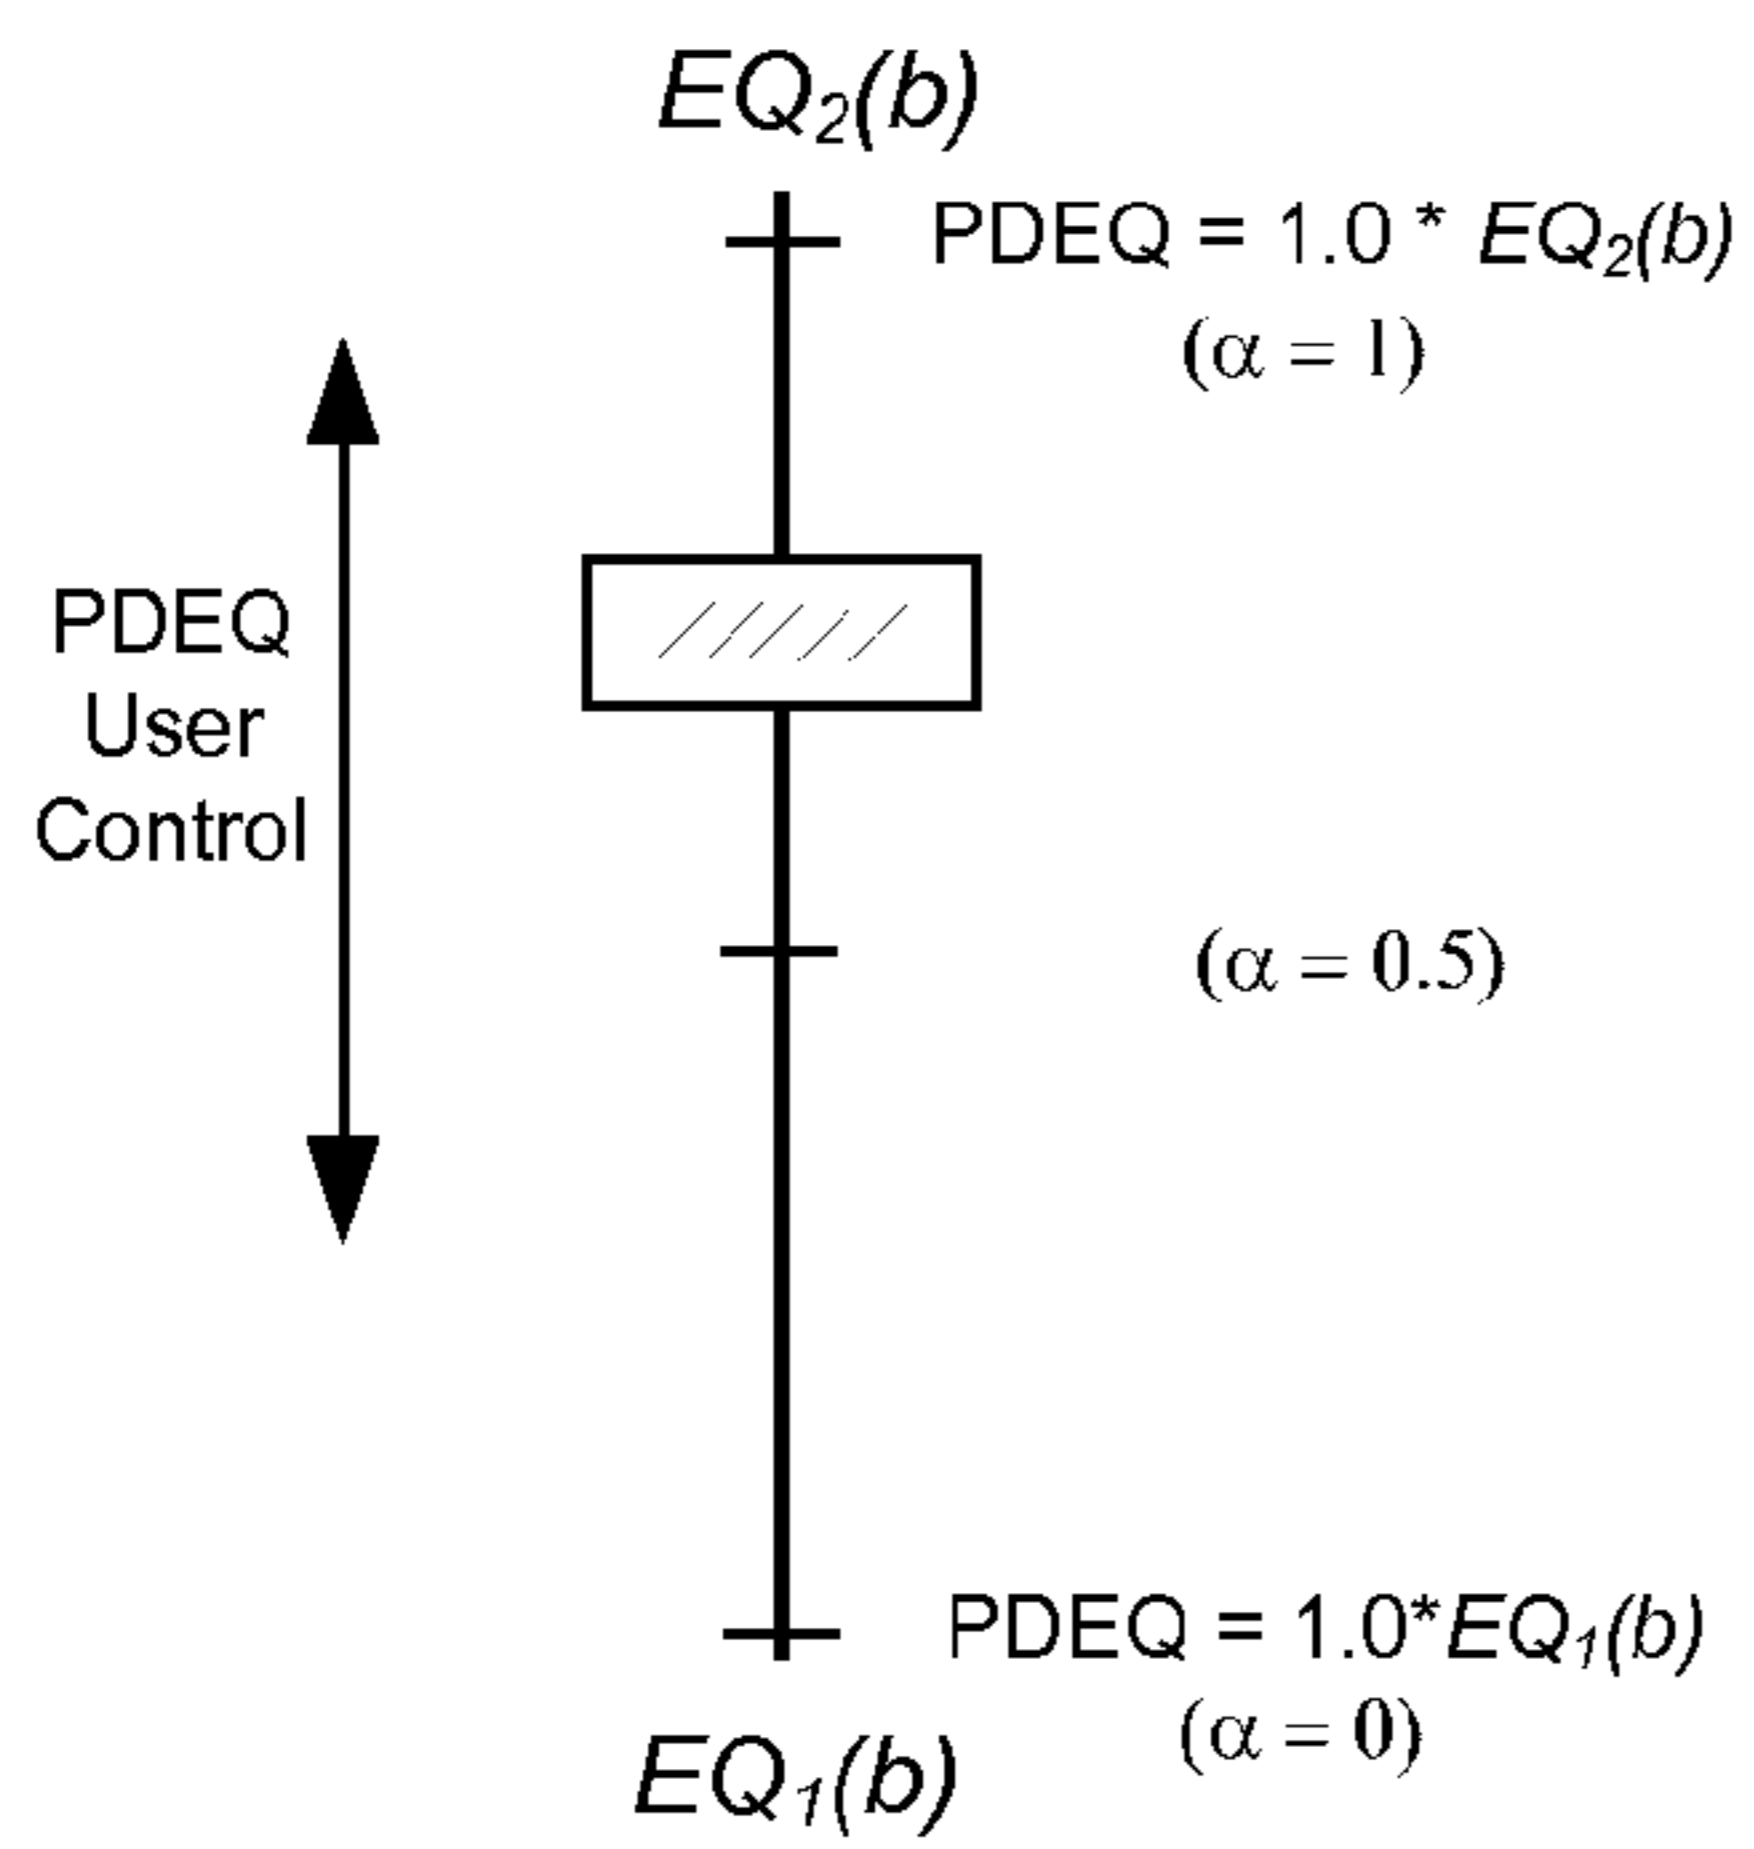 EQ₂(b)
PDEQ = 1.0 * EQ₂(b)
(α = 1)
PDEQ
User
Control
(α = 0.5)
PDEQ = 1.0*EQ₁(b)
(α = 0)
EQ₁(b)